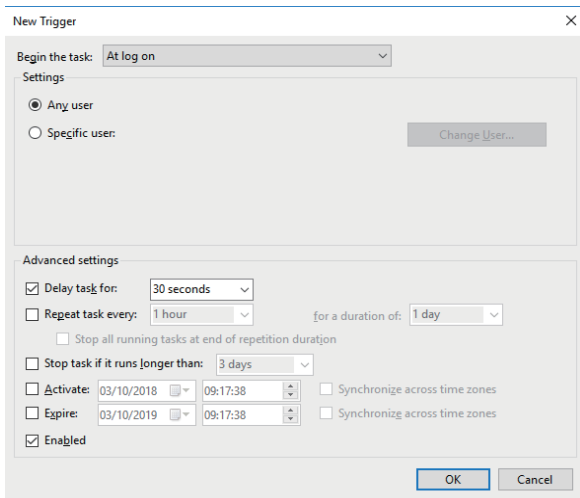 New Trigger
Begin the task: At log on
Settings
Any user
Specific user:
Change User...
Advanced settings
Delay task for: 30 seconds
Repeat task every: 1 hour for a duration of: 1 day
Stop all running tasks at end of repetition duration
Stop task if it runs longer than: 3 days
Activate: 03/10/2018 09:17:38 Synchronize across time zones
Expire: 03/10/2019 09:17:38 Synchronize across time zones
Enabled
OK Cancel